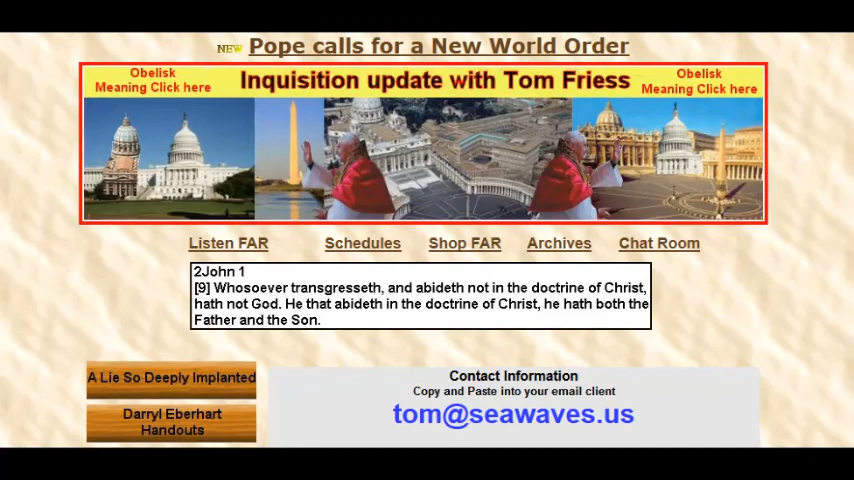 NEW Pope calls for a New World Order
Obelisk
Meaning Click here
Inquisition update with Tom Friess
Obelisk
Meaning Click here
Listen FAR Schedules Shop FAR Archives Chat Room
2John 1
[9] Whosoever transgresseth, and abideth not in the doctrine of Christ,
hath not God. He that abideth in the doctrine of Christ, he hath both the
Father and the Son.
A Lie So Deeply Implanted
Darryl Eberhart
Handouts
Contact Information
Copy and Paste into your email client
tom@seawaves.us